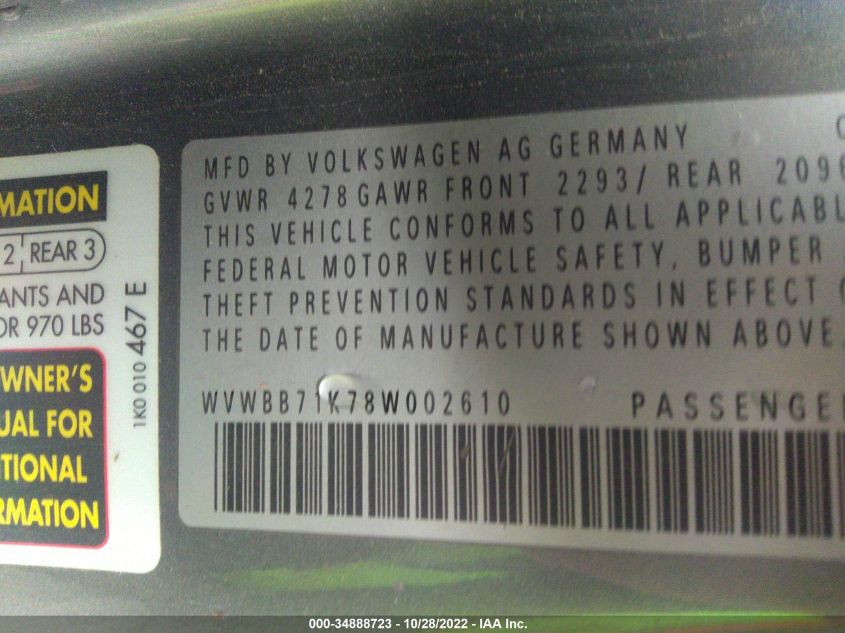 MATION
2 REAR 3
ANTS AND
OR 970 LBS
WNER'S
UAL FOR
ITIONAL
RMATION
1K0 010 467 E
MFD BY VOLKSWAGEN AG GERMANY
GVWR 4278 GAWR FRONT 2293/ REAR 2096
THIS VEHICLE CONFORMS TO ALL APPLICABL
FEDERAL MOTOR VEHICLE SAFETY, BUMPER
THEFT PREVENTION STANDARDS IN EFFECT
THE DATE OF MANUFACTURE SHOWN ABOVE.
WVWBB71K78W002610 PASSENGE
000-34888723 - 10/28/2022 - IAA Inc.